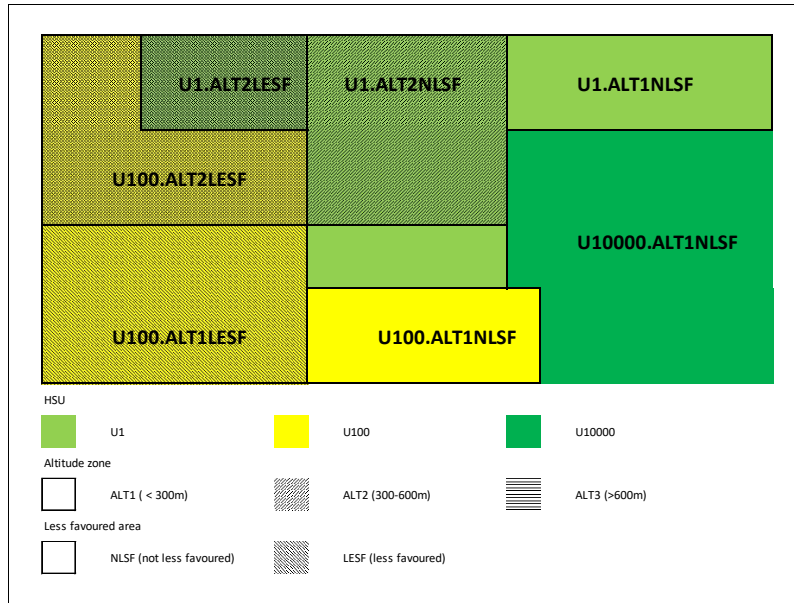 U1.ALT2LESF U1.ALT2NLSF U1.ALT1NLSF
U100.ALT2LESF
U10000.ALT1NLSF
U100.ALT1LESF U100.ALT1NLSF
HSU
U1 U100 U10000
Altitude zone
ALT1 ( < 300m) ALT2 (300-600m) ALT3 (>600m)
Less favoured area
NLSF (not less favoured) LESF (less favoured)